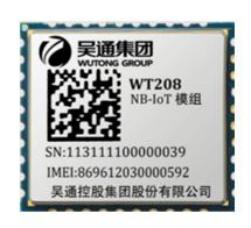 吴通集团
WUTONG GROUP
WT208
NB-IoT 模组
SN:113111100000039
IMEI:869612030000592
吴通控股集团股份有限公司